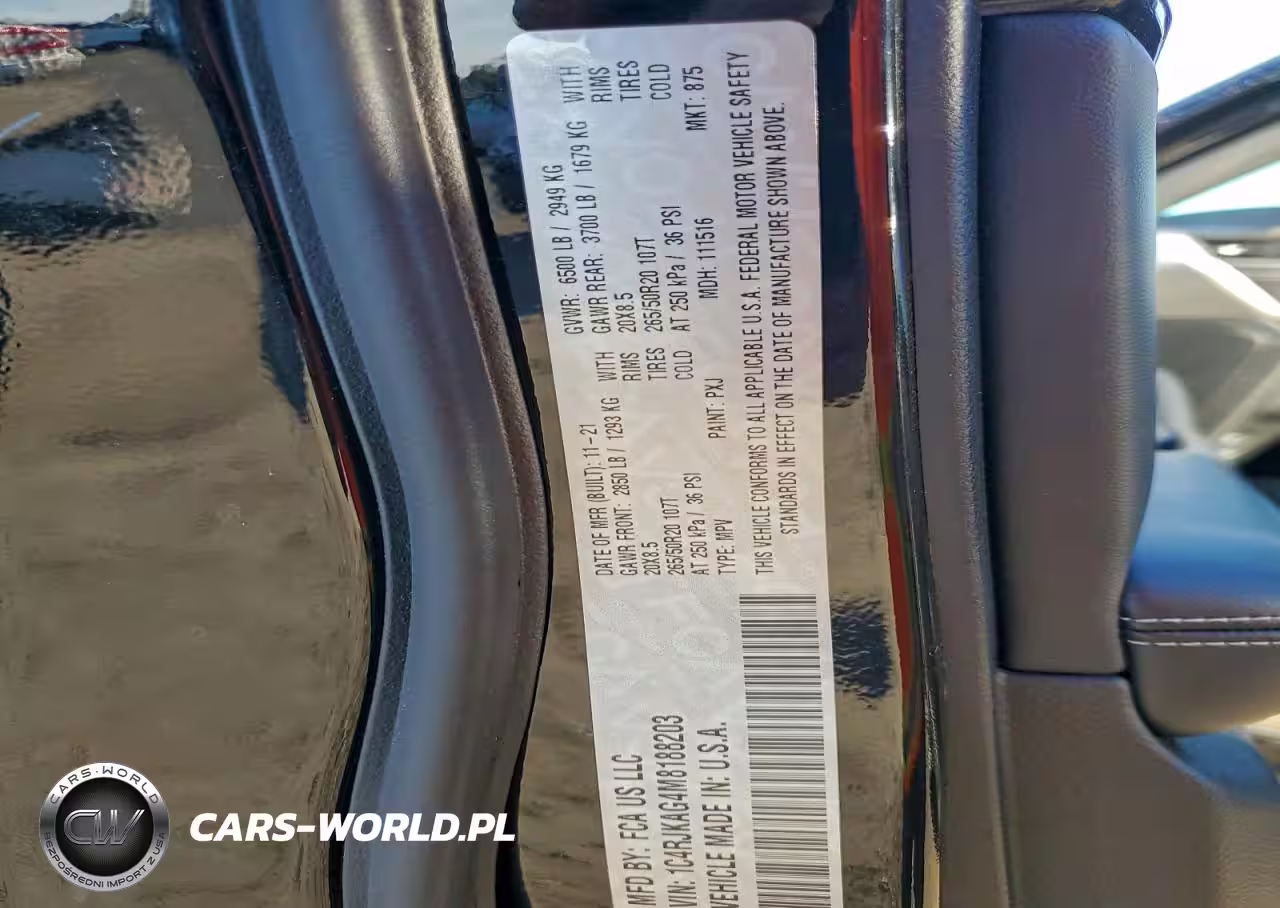 MFD BY: FCA US LLC
VIN: 1C4RJKAG4M8188203
VEHICLE MADE IN: U.S.A.
DATE OF MFR (BUILT): 11-21 GVWR: 6500 LB / 2949 KG
GAWR FRONT: 2850 LB / 1293 KG WITH GAWR REAR: 3700 LB / 1679 KG WITH
20X8.5 RIMS 20X8.5 RIMS
265/50R20 107T TIRES 265/50R20 107T TIRES
AT 250 kPa / 36 PSI COLD AT 250 kPa / 36 PSI COLD
TYPE: MPV PAINT: PXJ MDH: 111516 MKT: 875
THIS VEHICLE CONFORMS TO ALL APPLICABLE U.S.A. FEDERAL MOTOR VEHICLE SAFETY
STANDARDS IN EFFECT ON THE DATE OF MANUFACTURE SHOWN ABOVE.
CARS-WORLD
CW
BEZPOŚREDNI IMPORT Z USA
CARS-WORLD.PL